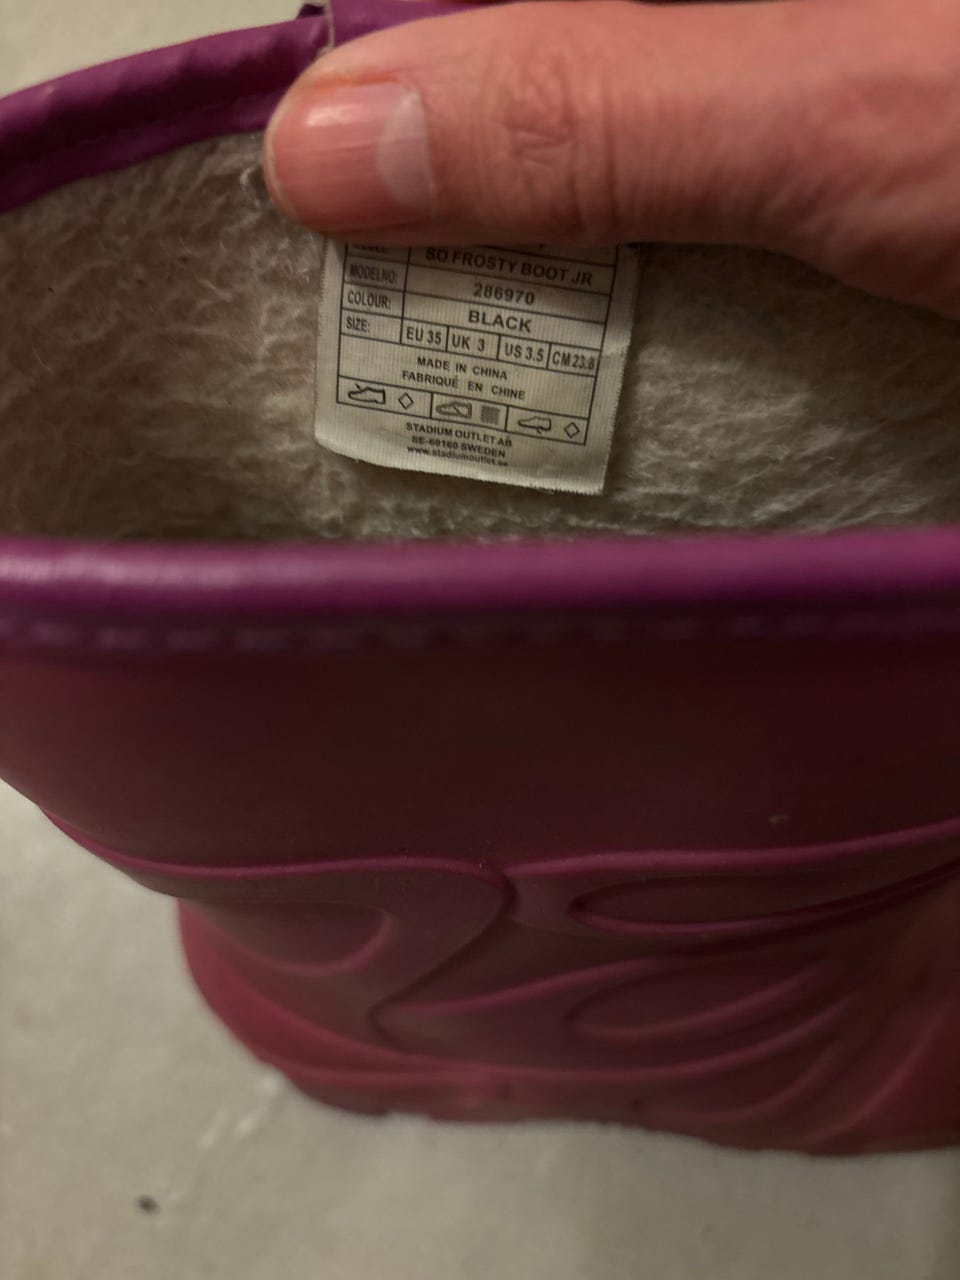 MODEL:
SO FROSTY BOOT JR
MODELNO: 286970
COLOUR: BLACK
SIZE: EU 35 UK 3 US 3.5 CM 23.8
MADE IN CHINA
FABRIQUÉ EN CHINE
STADIUM OUTLET AB
SE-60160 SWEDEN
www.stadiumoutlet.se